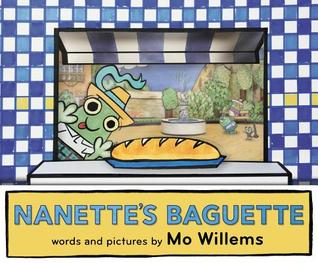 NANETTE'S BAGUETTE
words and pictures by Mo Willems